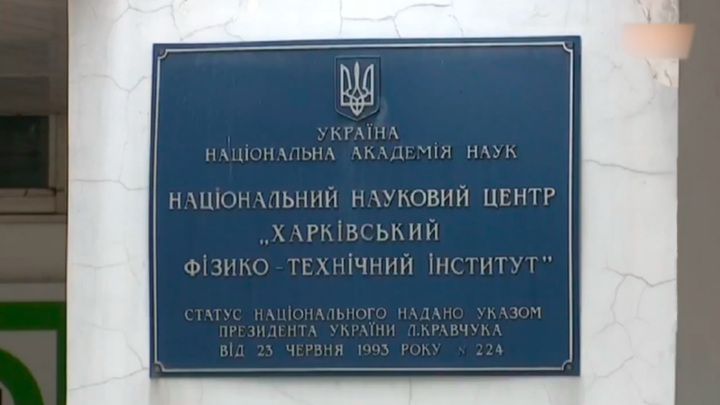 УКРАЇНА
НАЦІОНАЛЬНА АКАДЕМІЯ НАУК
НАЦІОНАЛЬНИЙ НАУКОВИЙ ЦЕНТР
„ХАРКІВСЬКИЙ
ФІЗИКО-ТЕХНІЧНИЙ ІНСТИТУТ"
СТАТУС НАЦІОНАЛЬНОГО НАДАНО УКАЗОМ
ПРЕЗИДЕНТА УКРАЇНИ Л.КРАВЧУКА
ВІД 23 ЧЕРВНЯ 1993 РОКУ N 224